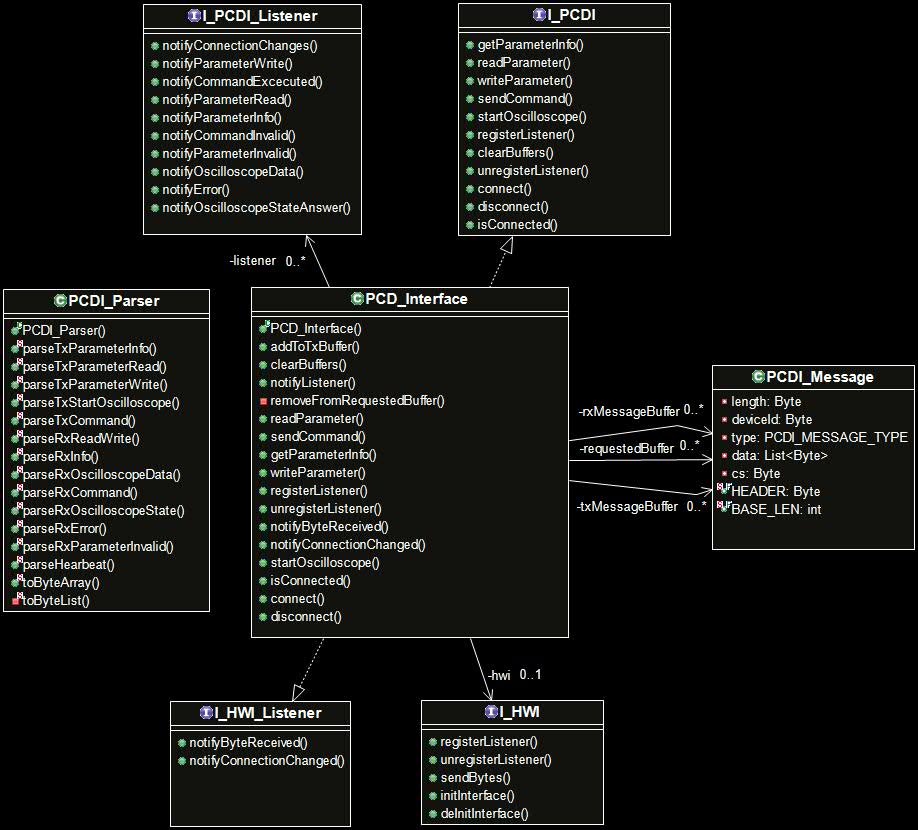 I_PCDI_Listener
notifyConnectionChanges()
notifyParameterWrite()
notifyCommandExcecuted()
notifyParameterRead()
notifyParameterInfo()
notifyCommandInvalid()
notifyParameterInvalid()
notifyOscilloscopeData()
notifyError()
notifyOscilloscopeStateAnswer()
I_PCDI
getParameterInfo()
readParameter()
writeParameter()
sendCommand()
startOscilloscope()
registerListener()
clearBuffers()
unregisterListener()
connect()
disconnect()
isConnected()
-listener 0..*
PCDI_Parser
PCDI_Parser()
parseTxParameterInfo()
parseTxParameterRead()
parseTxParameterWrite()
parseTxStartOscilloscope()
parseTxCommand()
parseRxReadWrite()
parseRxInfo()
parseRxOscilloscopeData()
parseRxCommand()
parseRxOscilloscopeState()
parseRxError()
parseRxParameterInvalid()
parseHearbeat()
toByteArray()
toByteList()
PCD_Interface
PCD_Interface()
addToTxBuffer()
clearBuffers()
notifyListener()
removeFromRequestedBuffer()
readParameter()
sendCommand()
getParameterInfo()
writeParameter()
registerListener()
unregisterListener()
notifyByteReceived()
notifyConnectionChanged()
startOscilloscope()
isConnected()
connect()
disconnect()
-rxMessageBuffer 0..*
-requestedBuffer 0..*
-txMessageBuffer 0..*
PCDI_Message
length: Byte
deviceId: Byte
type: PCDI_MESSAGE_TYPE
data: List<Byte>
cs: Byte
HEADER: Byte
BASE_LEN: int
-hwi 0..1
I_HWI_Listener
notifyByteReceived()
notifyConnectionChanged()
I_HWI
registerListener()
unregisterListener()
sendBytes()
initInterface()
deInitInterface()